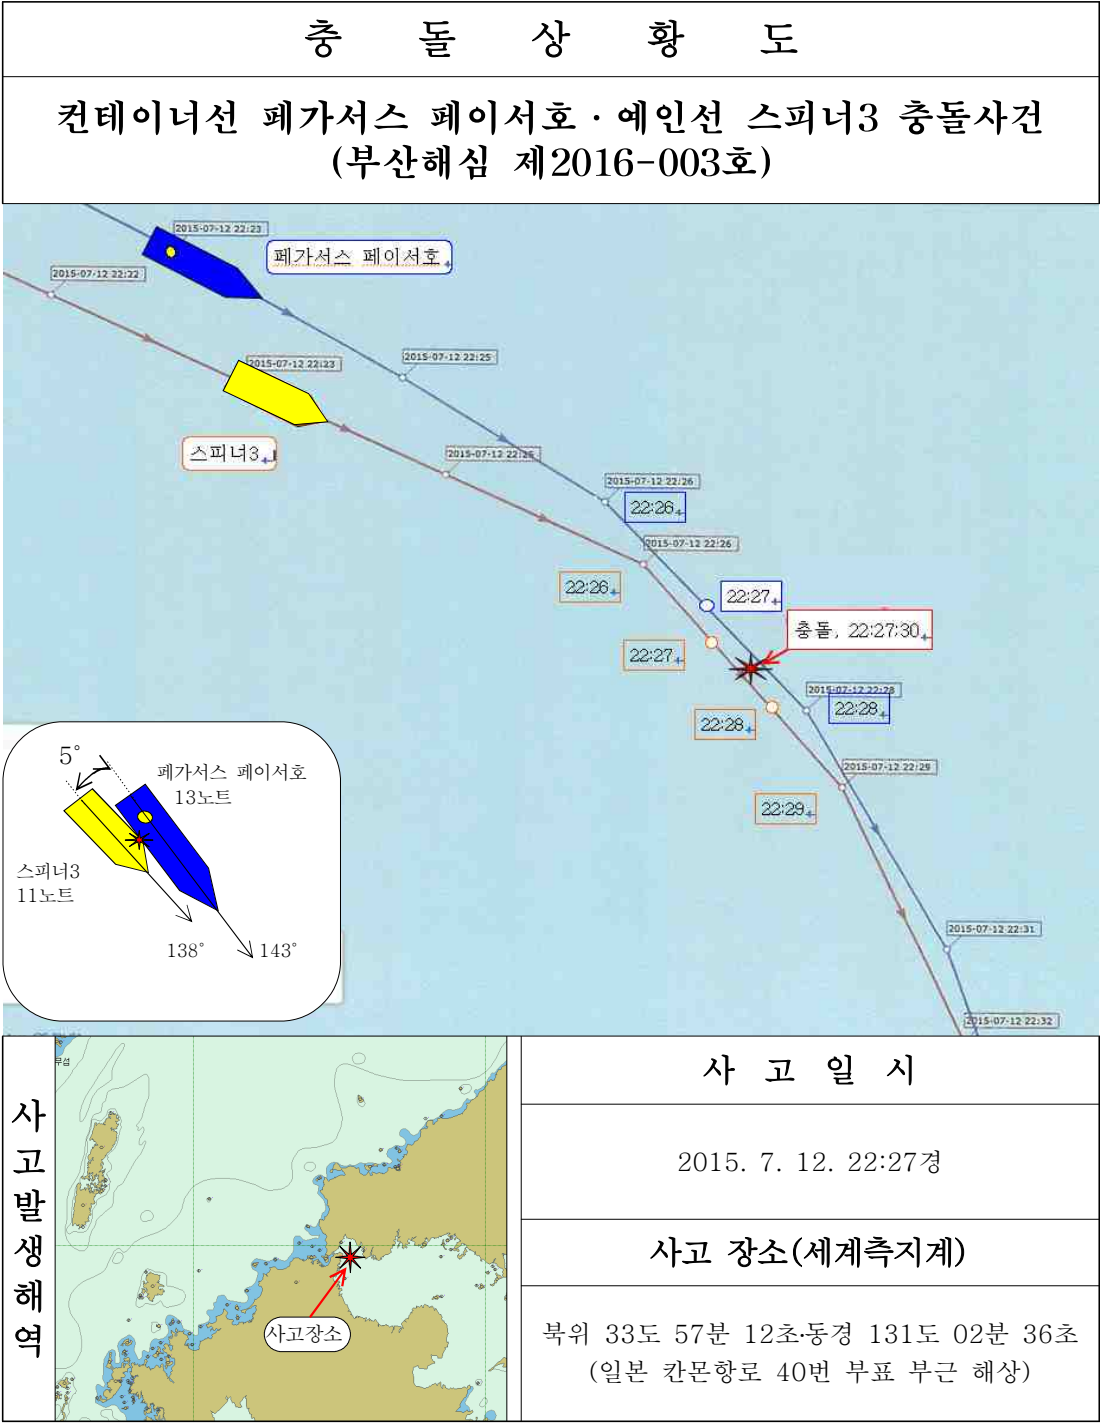 충 돌 상 황 도
컨테이너선 페가서스 페이서호 · 예인선 스피너3 충돌사건
(부산해심 제2016-003호)
2015-07-12 22:23
페가서스 페이서호
2015-07-12 22:22
2015-07-12 22:25
2015-07-12 22:23
스피너3
2015-07-12 22:25
2015-07-12 22:26
22:26
2015-07-12 22:26
22:26
22:27
충돌, 22:27:30
22:27
2015-07-12 22:28
22:28
22:28
2015-07-12 22:29
22:29
5°
페가서스 페이서호
13노트
스피너3
11노트
138°
143°
2015-07-12 22:31
2015-07-12 22:32
사고발생해역
무섬
사고장소
사 고 일 시
2015. 7. 12. 22:27경
사고 장소(세계측지계)
북위 33도 57분 12초·동경 131도 02분 36초
(일본 칸몬항로 40번 부표 부근 해상)